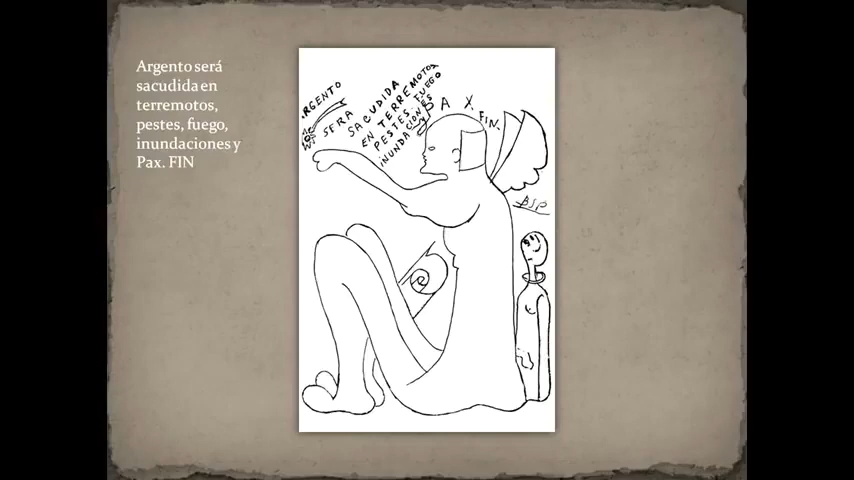 Argento será
sacudida en
terremotos,
pestes, fuego,
inundaciones y
Pax. FIN
ARGENTO
SERA
SACUDIDA
EN TERREMOTOS
PESTES. FUEGO
INUNDACIONES
PAX.
FIN.
BSP
R